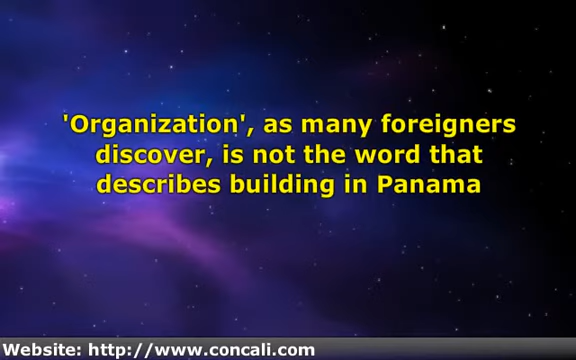 'Organization', as many foreigners
discover, is not the word that
describes building in Panama
Website: http://www.concali.com